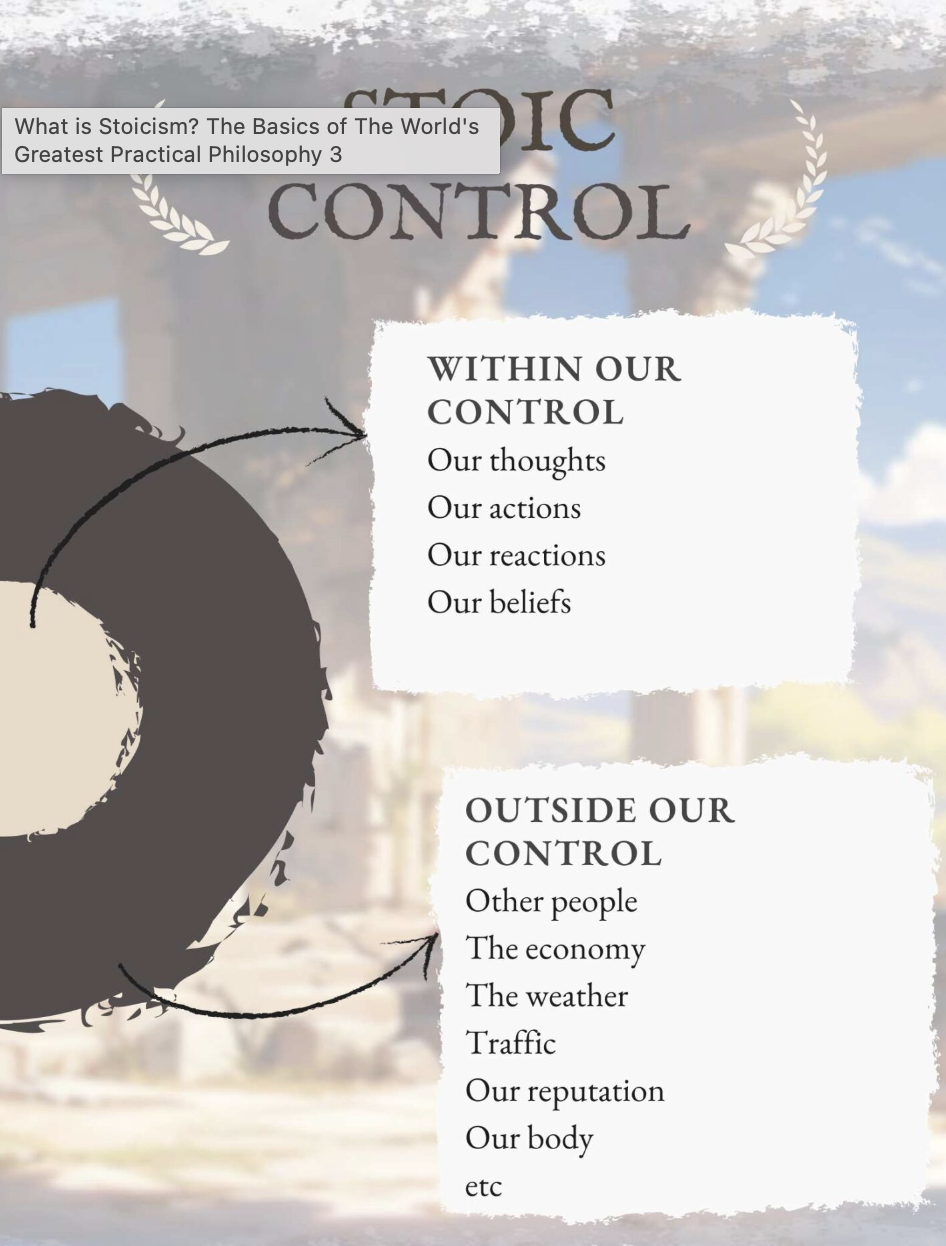 STOIC
What is Stoicism? The Basics of The World's
Greatest Practical Philosophy 3
CONTROL
WITHIN OUR
CONTROL
Our thoughts
Our actions
Our reactions
Our beliefs
OUTSIDE OUR
CONTROL
Other people
The economy
The weather
Traffic
Our reputation
Our body
etc